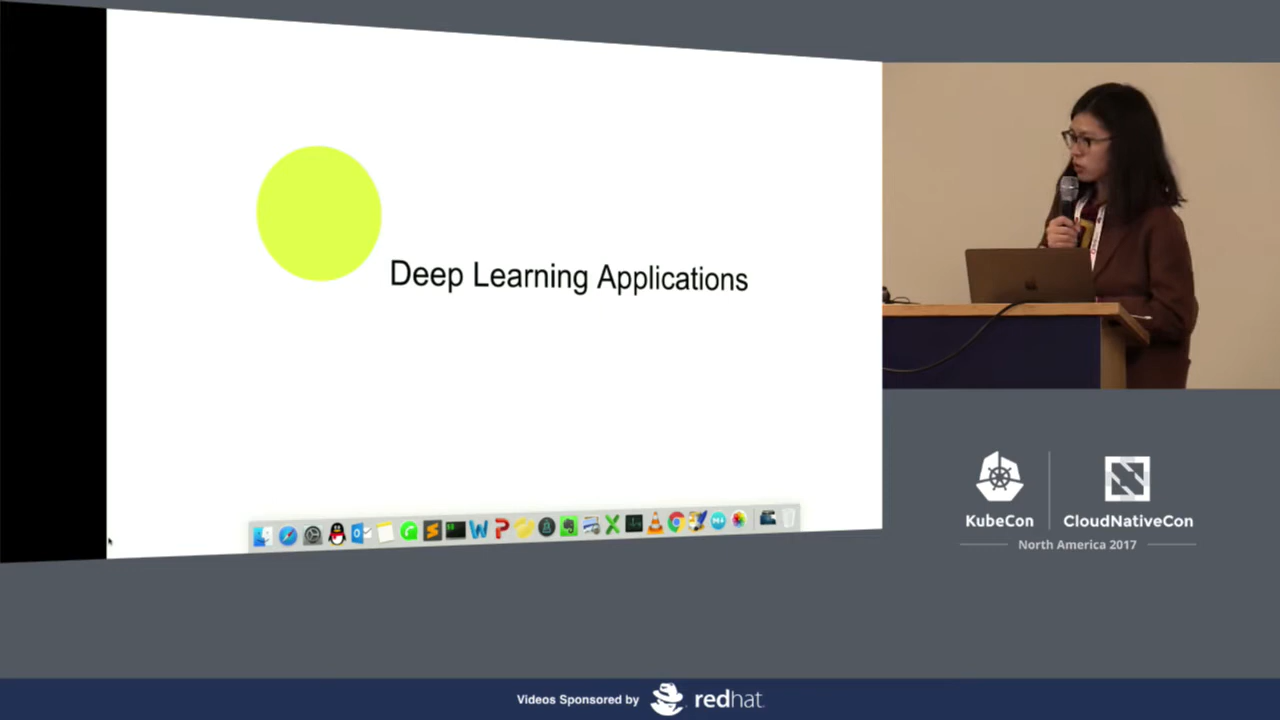 Deep Learning Applications
KubeCon
CloudNativeCon
North America 2017
Videos Sponsored by
redhat